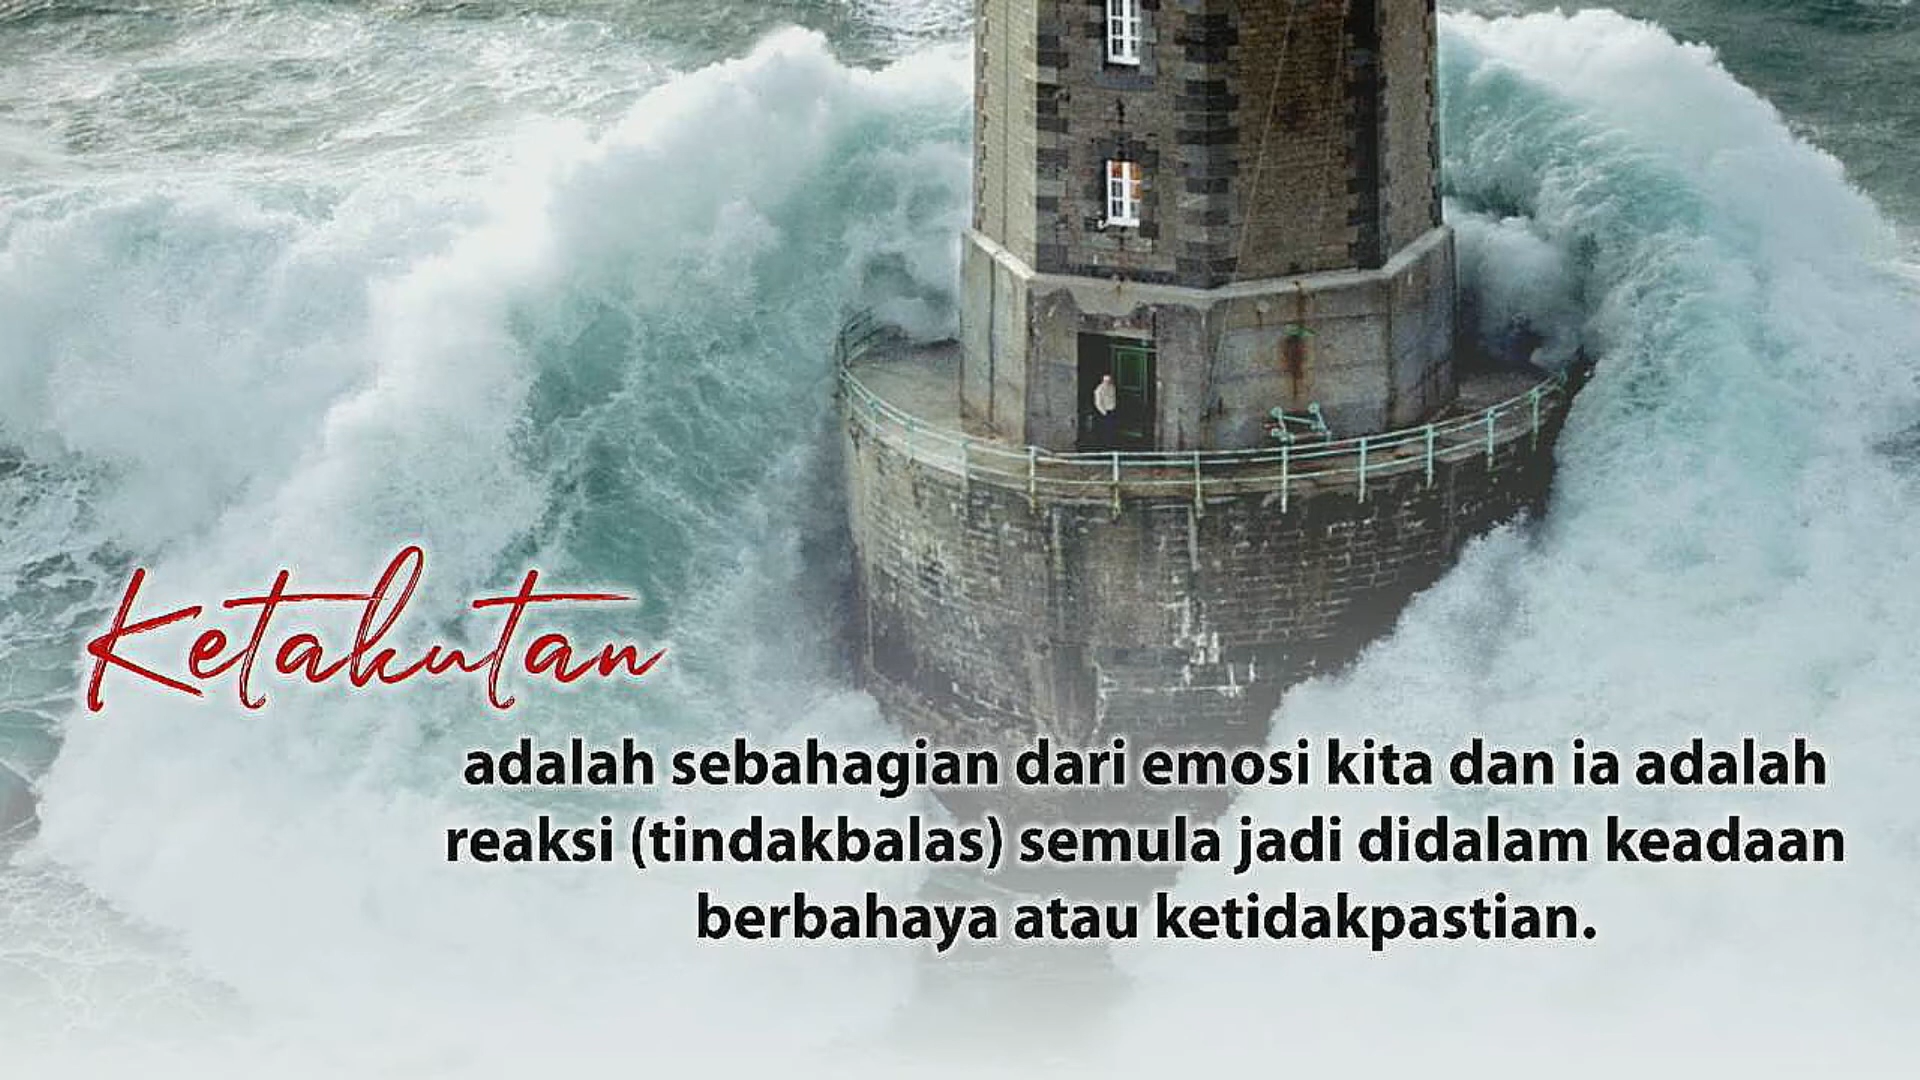 Ketakutan
adalah sebahagian dari emosi kita dan ia adalah
reaksi (tindakbalas) semula jadi didalam keadaan
berbahaya atau ketidakpastian.